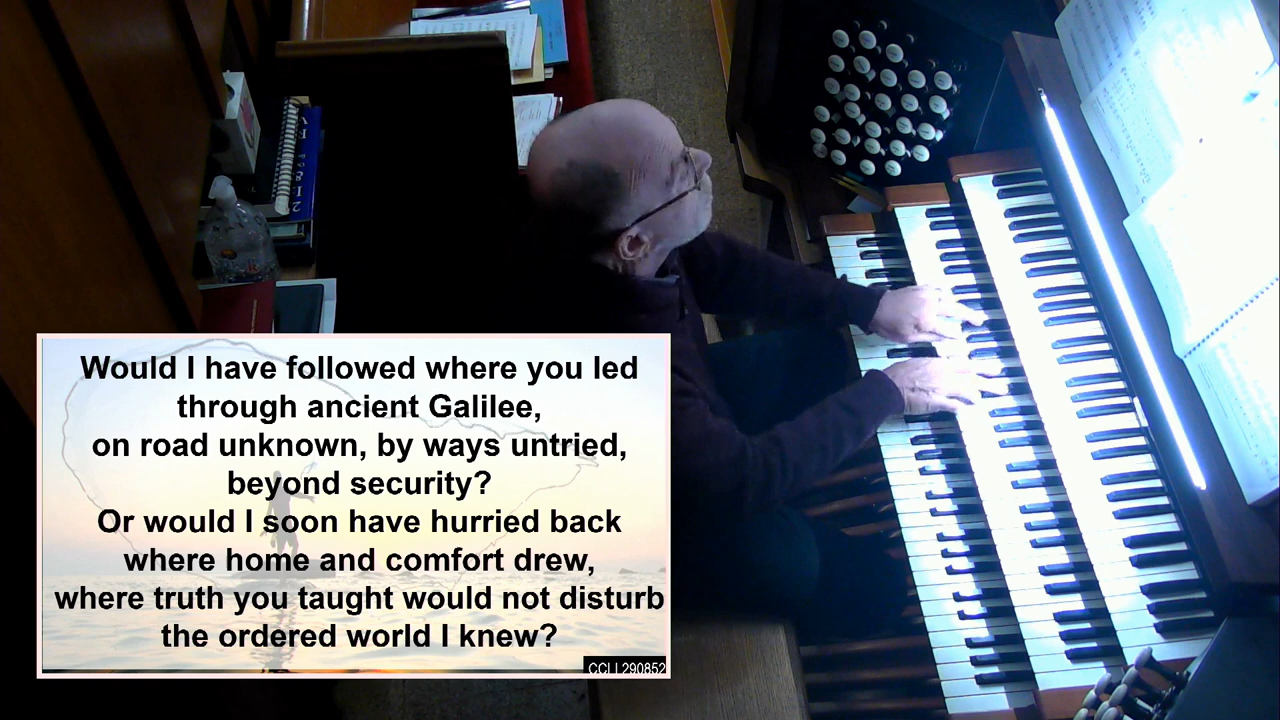 Would I have followed where you led
through ancient Galilee,
on road unknown, by ways untried,
beyond security?
Or would I soon have hurried back
where home and comfort drew,
where truth you taught would not disturb
the ordered world I knew?
CCLI 290852